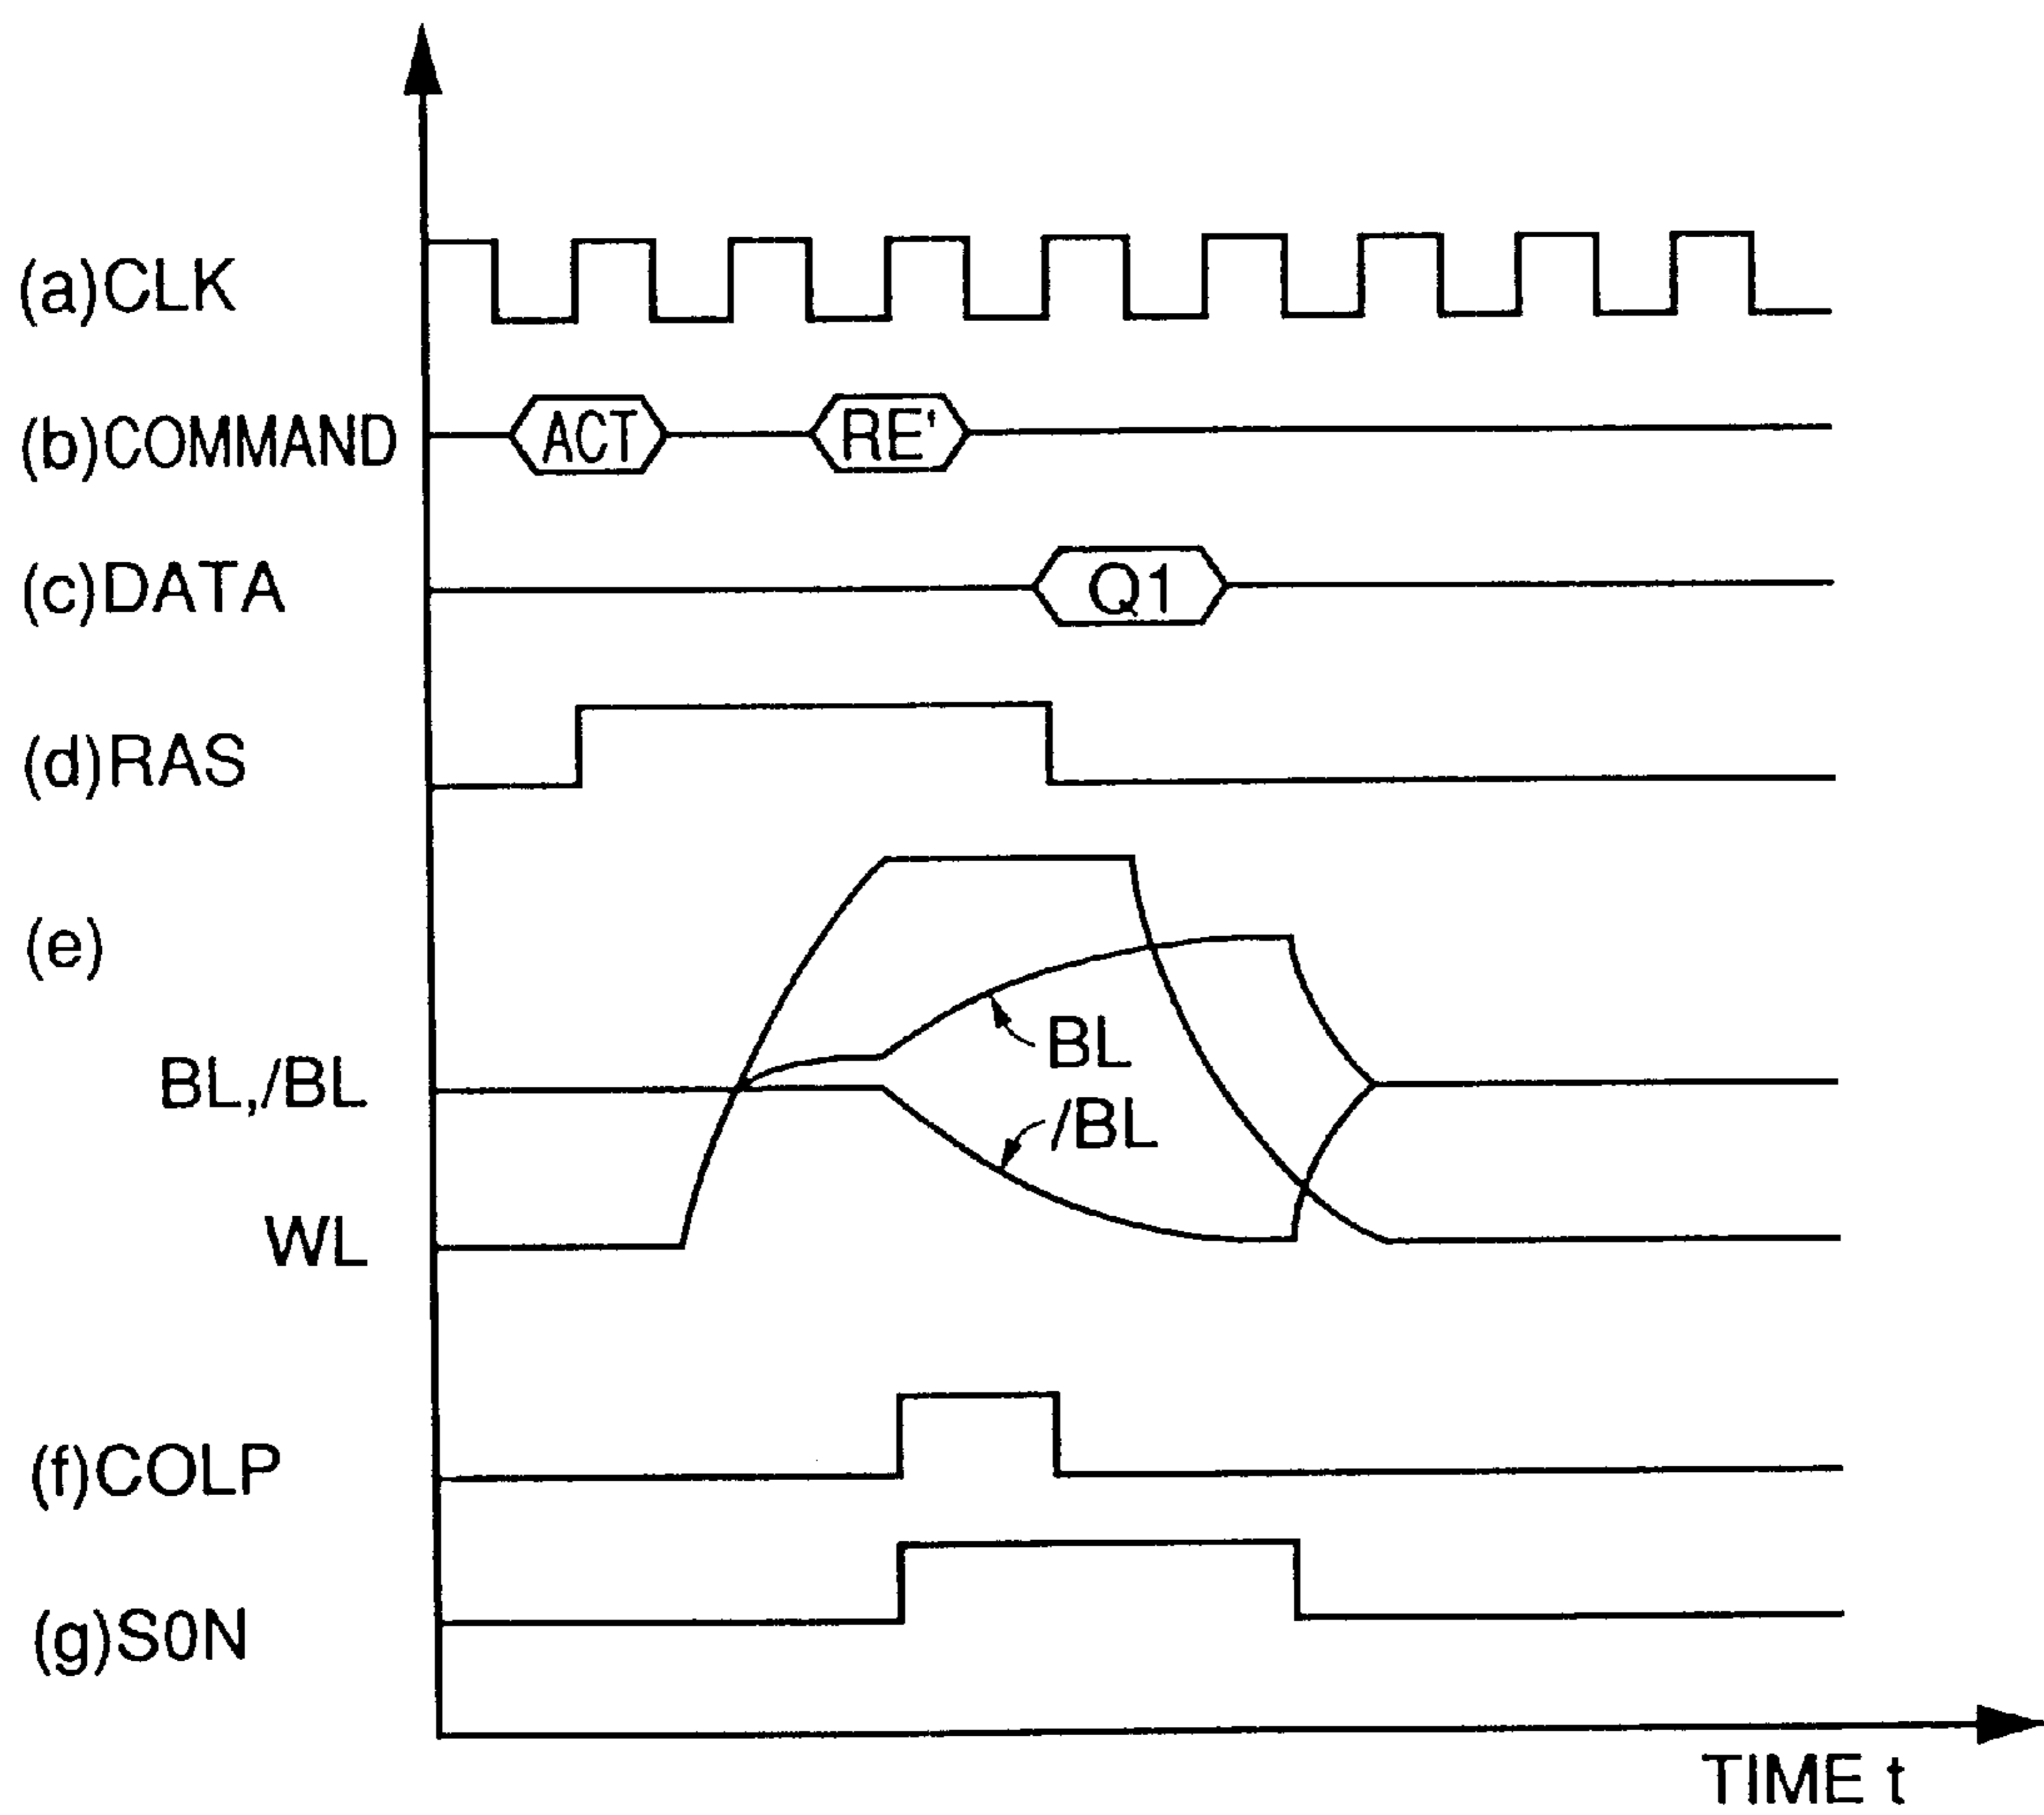 (a)CLK
(b)COMMAND
ACT
RE'
(c)DATA
Q1
(d)RAS
(e)
BL,/BL
BL
/BL
WL
(f)COLP
(g)S0N
TIME t